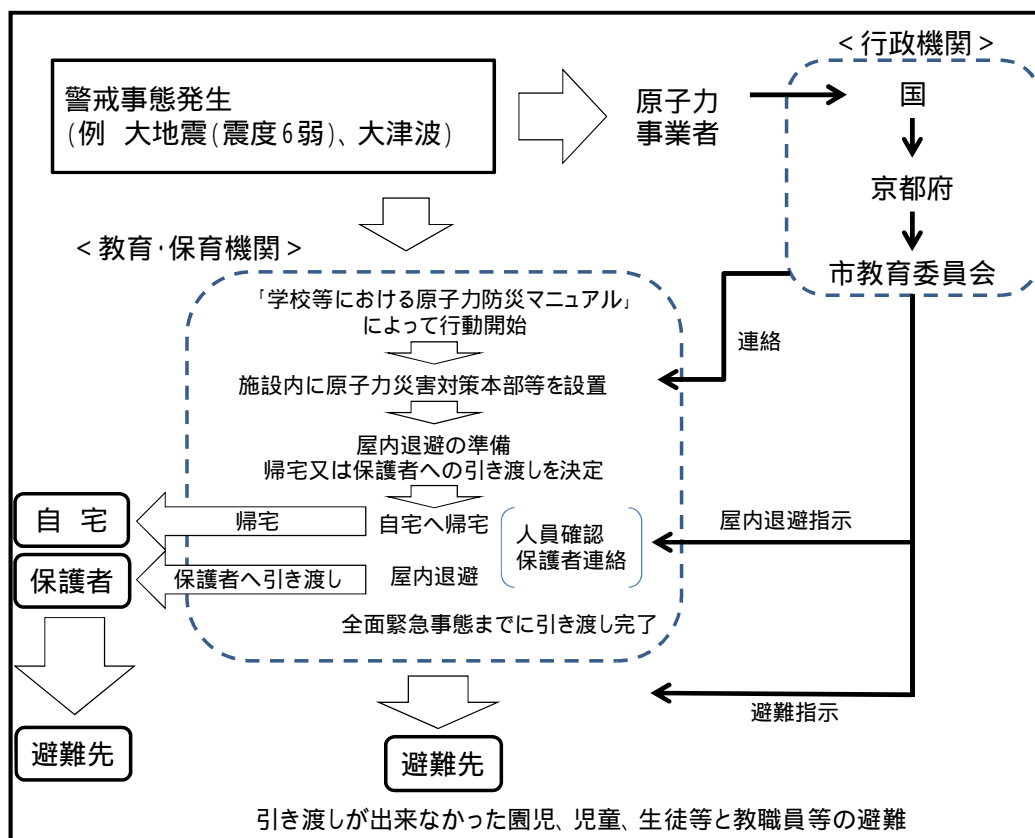 ＜行政機関＞
警戒事態発生
(例　大地震(震度6弱)、大津波)
原子力
事業者
国
京都府
市教育委員会
＜教育・保育機関＞
「学校等における原子力防災マニュアル」
によって行動開始
連絡
施設内に原子力災害対策本部等を設置
屋内退避の準備
帰宅又は保護者への引き渡しを決定
自　宅
帰宅
自宅へ帰宅
人員確認
保護者連絡
屋内退避指示
保護者
保護者へ引き渡し
屋内退避
全面緊急事態までに引き渡し完了
避難指示
避難先
避難先
引き渡しが出来なかった園児、児童、生徒等と教職員等の避難